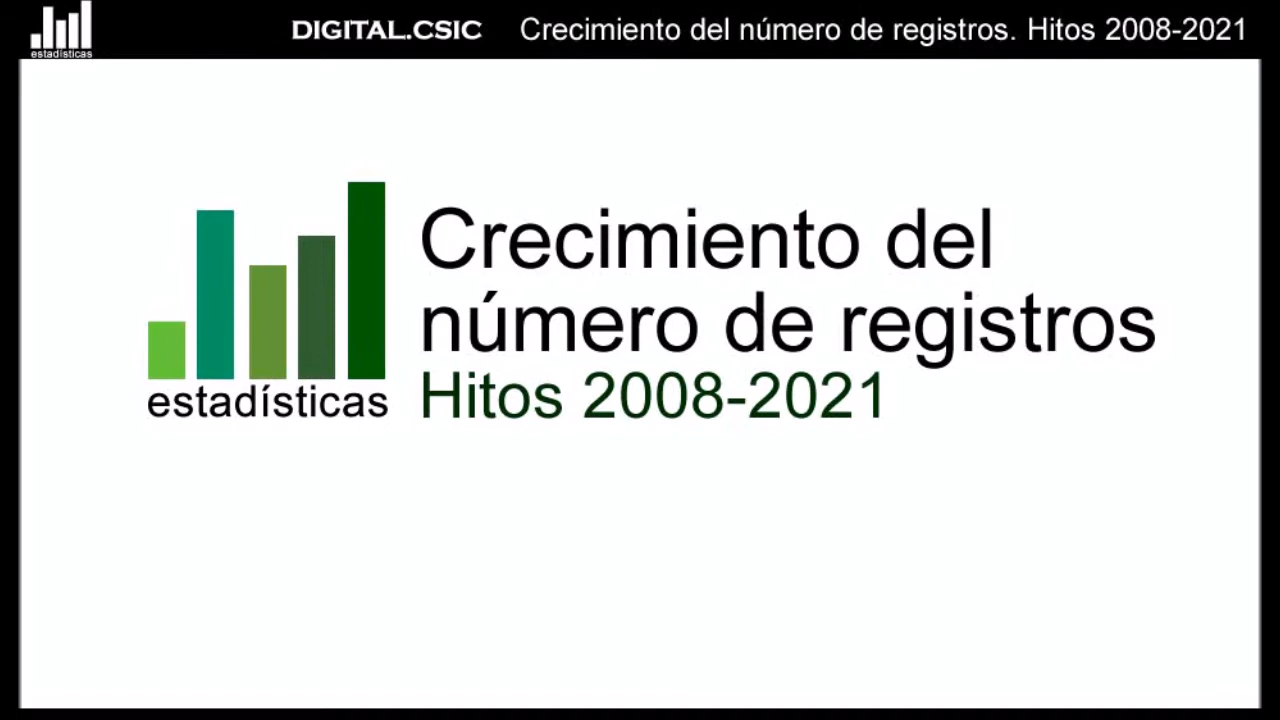 estadísticas
DIGITAL.CSIC
Crecimiento del número de registros. Hitos 2008-2021
Crecimiento del
número de registros
Hitos 2008-2021
estadísticas